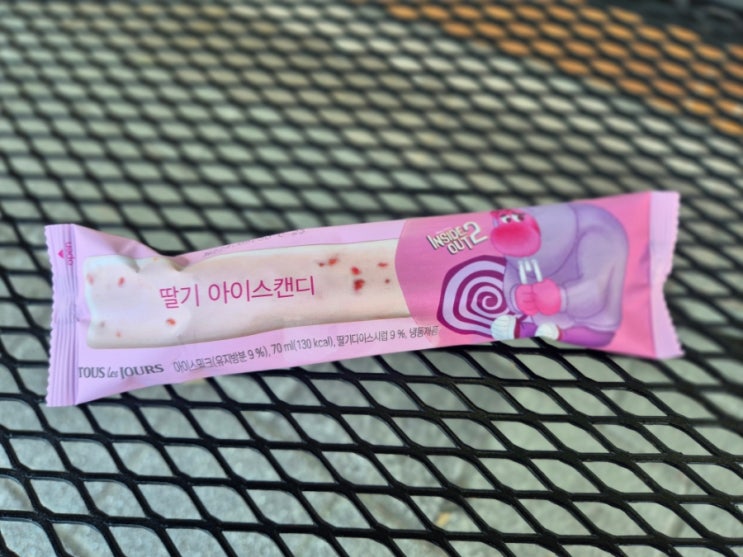 INSIDE
OUT 2
딸기 아이스캔디
TOUS les JOURS
아이스밀크(유지방분 9 %), 70 ml(130 kcal), 딸기다이스시럽 9 %, 냉동제품